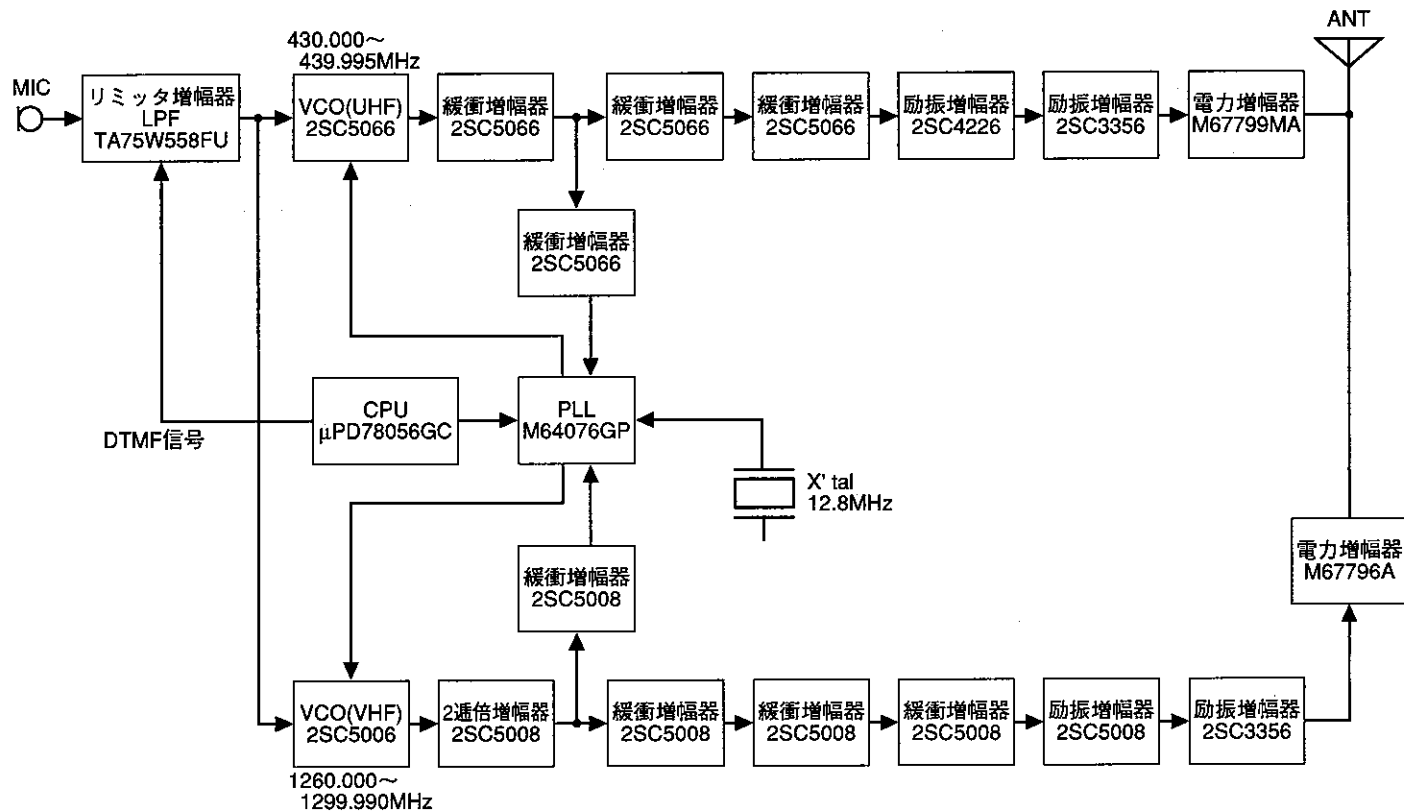 430.000～
439.995MHz
ANT
MIC
リミッタ増幅器
LPF
TA75W558FU
VCO(UHF)
2SC5066
緩衝増幅器
2SC5066
緩衝増幅器
2SC5066
緩衝増幅器
2SC5066
励振増幅器
2SC4226
励振増幅器
2SC3356
電力増幅器
M67799MA
緩衝増幅器
2SC5066
DTMF信号
CPU
μPD78056GC
PLL
M64076GP
X' tal
12.8MHz
電力増幅器
M67796A
緩衝増幅器
2SC5008
VCO(VHF)
2SC5006
2逓倍増幅器
2SC5008
緩衝増幅器
2SC5008
緩衝増幅器
2SC5008
緩衝増幅器
2SC5008
励振増幅器
2SC5008
励振増幅器
2SC3356
1260.000～
1299.990MHz